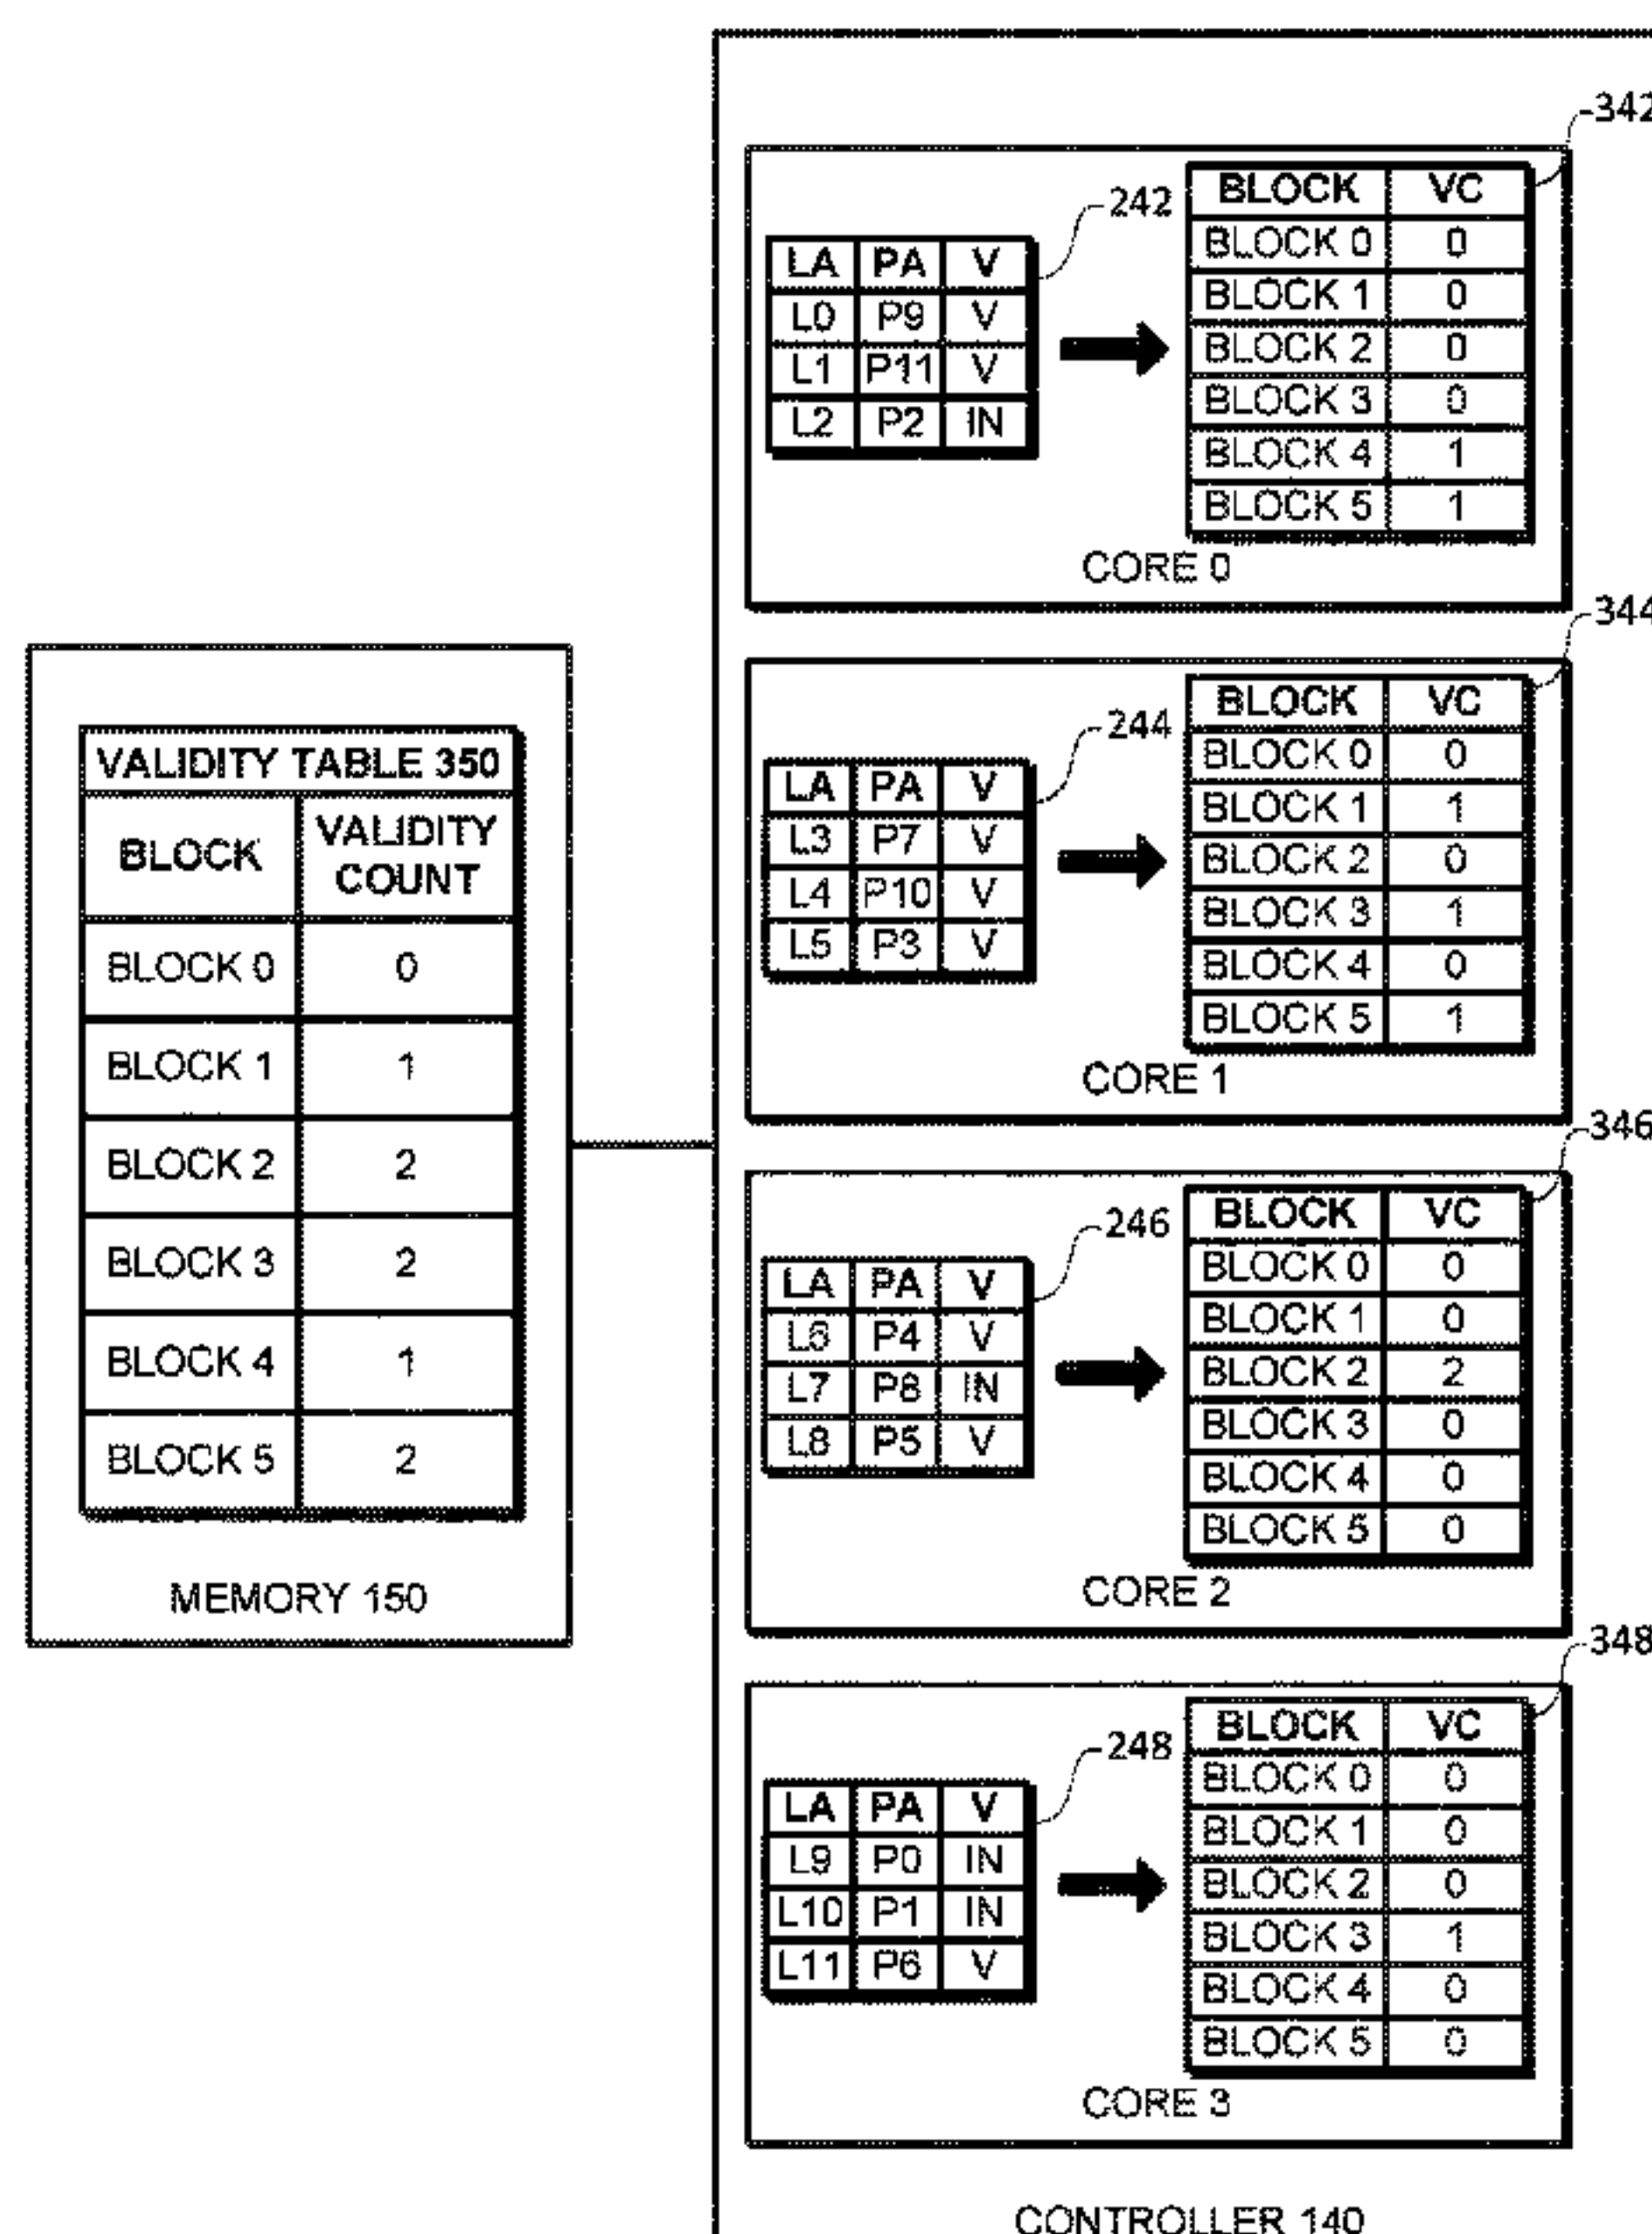 342
242
BLOCK VC
BLOCK 0 0
BLOCK 1 0
BLOCK 2 0
BLOCK 3 0
BLOCK 4 1
BLOCK 5 1
LA PA V
L0 P9 V
L1 P11 V
L2 P2 IN
CORE 0
344
244
BLOCK VC
BLOCK 0 0
BLOCK 1 1
BLOCK 2 0
BLOCK 3 1
BLOCK 4 0
BLOCK 5 1
LA PA V
L3 P7 V
L4 P10 V
L5 P3 V
CORE 1
VALIDITY TABLE 350
BLOCK VALIDITY
COUNT
BLOCK 0 0
BLOCK 1 1
BLOCK 2 2
BLOCK 3 2
BLOCK 4 1
BLOCK 5 2
MEMORY 150
346
246
BLOCK VC
BLOCK 0 0
BLOCK 1 0
BLOCK 2 2
BLOCK 3 0
BLOCK 4 0
BLOCK 5 0
LA PA V
L6 P4 V
L7 P8 IN
L8 P5 V
CORE 2
348
248
BLOCK VC
BLOCK 0 0
BLOCK 1 0
BLOCK 2 0
BLOCK 3 1
BLOCK 4 0
BLOCK 5 0
LA PA V
L9 P0 IN
L10 P1 IN
L11 P6 V
CORE 3
CONTROLLER 140